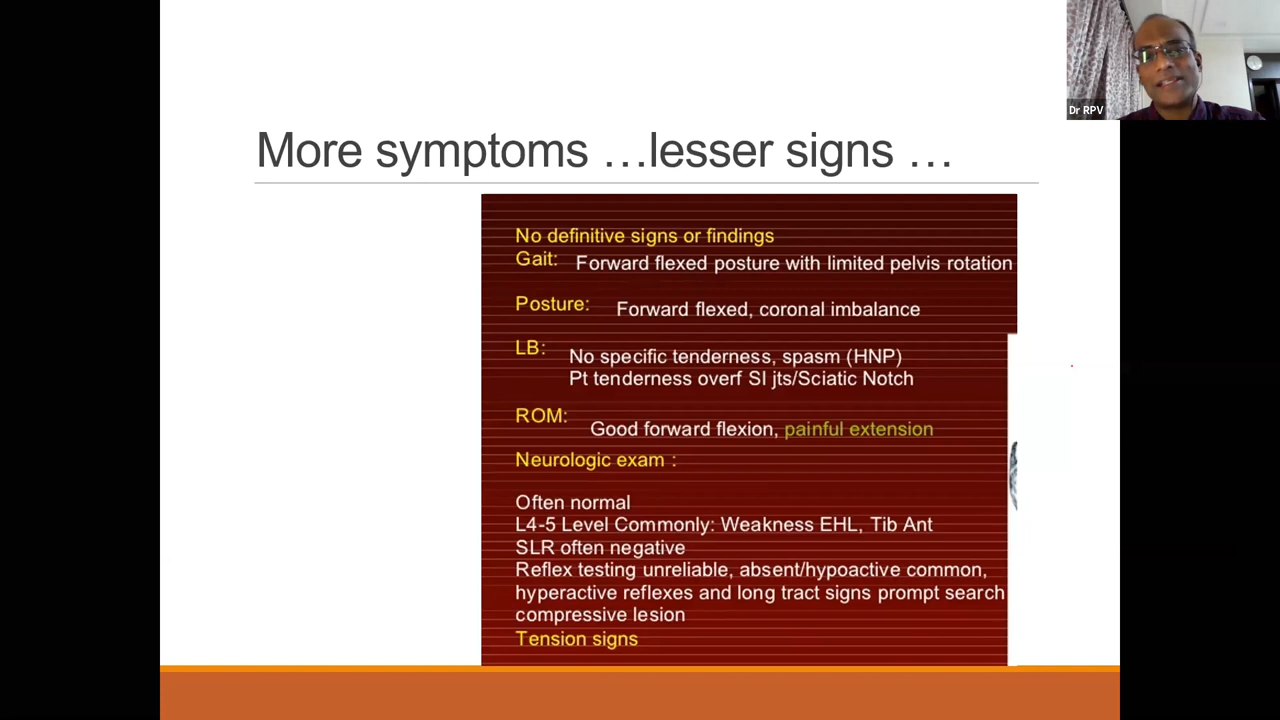 Dr RPV
More symptoms …lesser signs …
No definitive signs or findings
Gait: Forward flexed posture with limited pelvis rotation
Posture: Forward flexed, coronal imbalance
LB: No specific tenderness, spasm (HNP)
Pt tenderness overf SI jts/Sciatic Notch
ROM: Good forward flexion, painful extension
Neurologic exam :
Often normal
L4-5 Level Commonly: Weakness EHL, Tib Ant
SLR often negative
Reflex testing unreliable, absent/hypoactive common,
hyperactive reflexes and long tract signs prompt search
compressive lesion
Tension signs